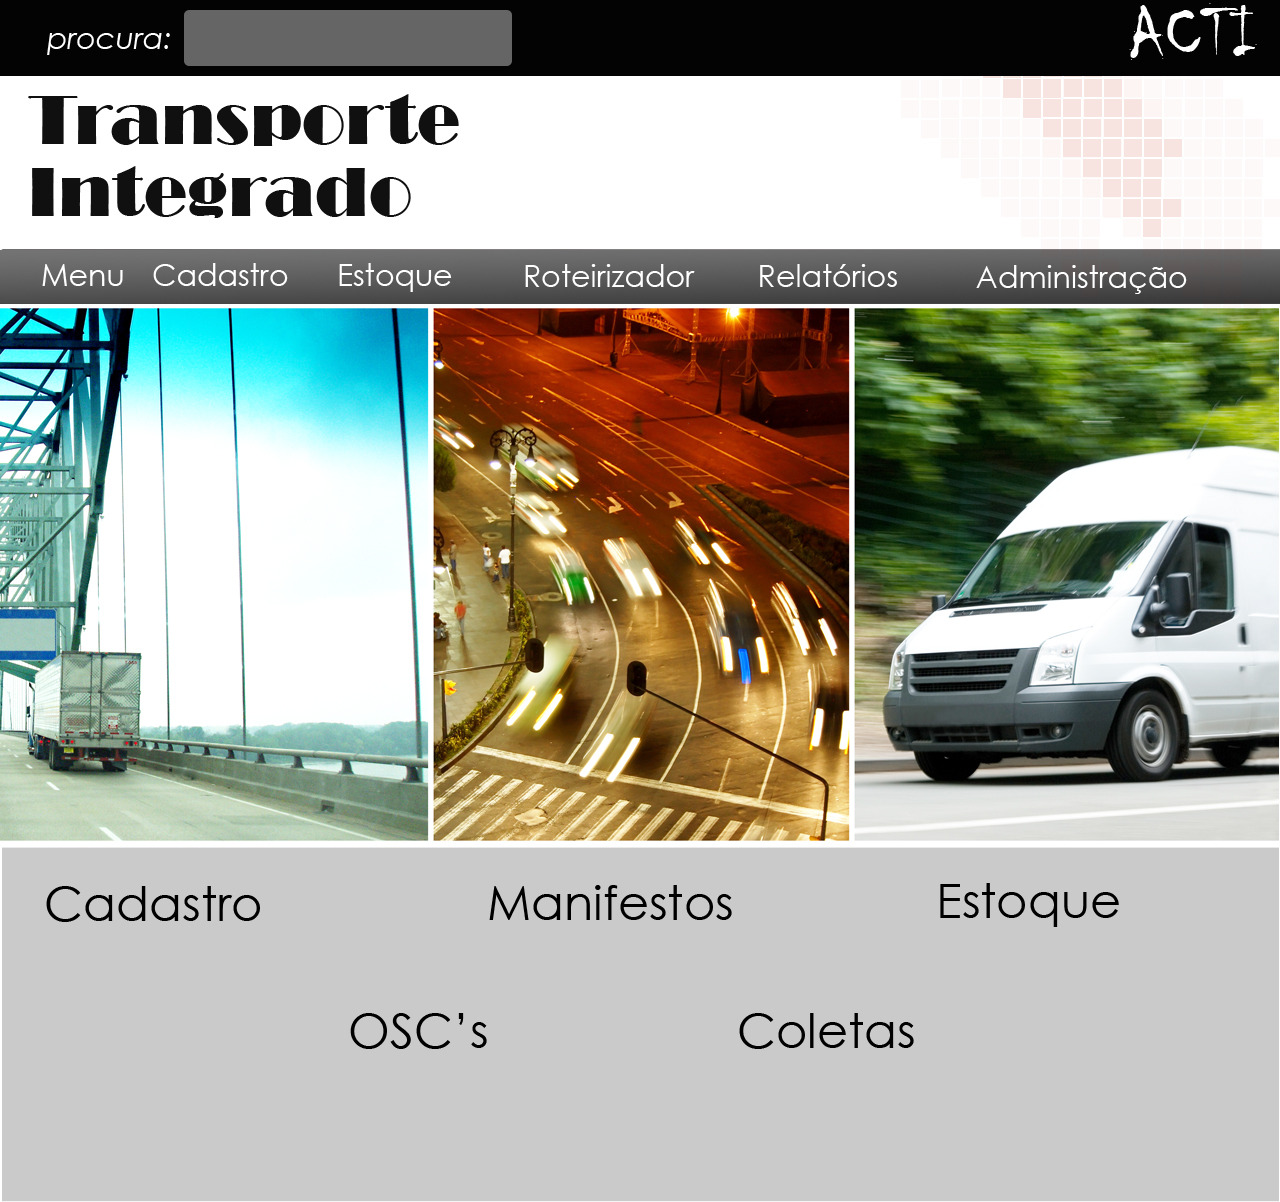 procura:
ACTI
Transporte
Integrado
Menu Cadastro Estoque Roteirizador Relatórios Administração
Cadastro Manifestos Estoque
OSC’s Coletas